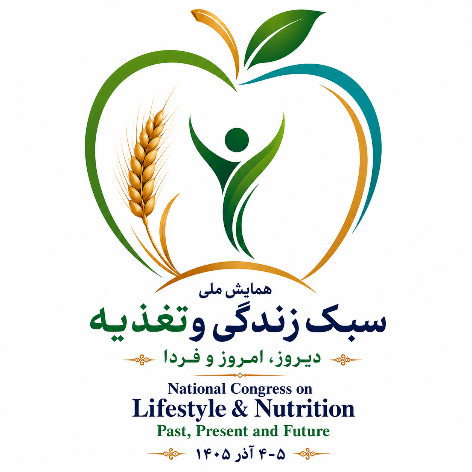 همایش ملی
سبک زندگی و تغذیه
دیروز، امروز و فردا
National Congress on
Lifestyle & Nutrition
Past, Present and Future
۴-۵ آذر ۱۴۰۵